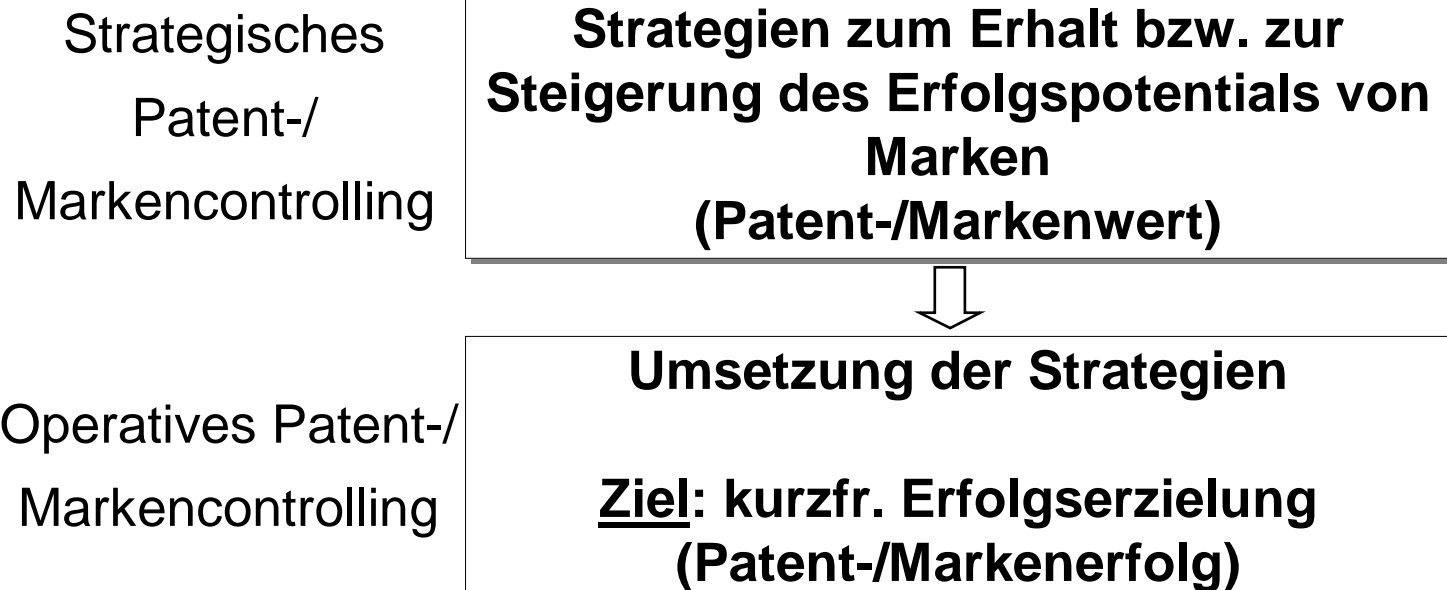 Strategisches
Patent-/
Markencontrolling
Strategien zum Erhalt bzw. zur
Steigerung des Erfolgspotentials von
Marken
(Patent-/Markenwert)
Operatives Patent-/
Markencontrolling
Umsetzung der Strategien
Ziel: kurzfr. Erfolgserzielung
(Patent-/Markenerfolg)